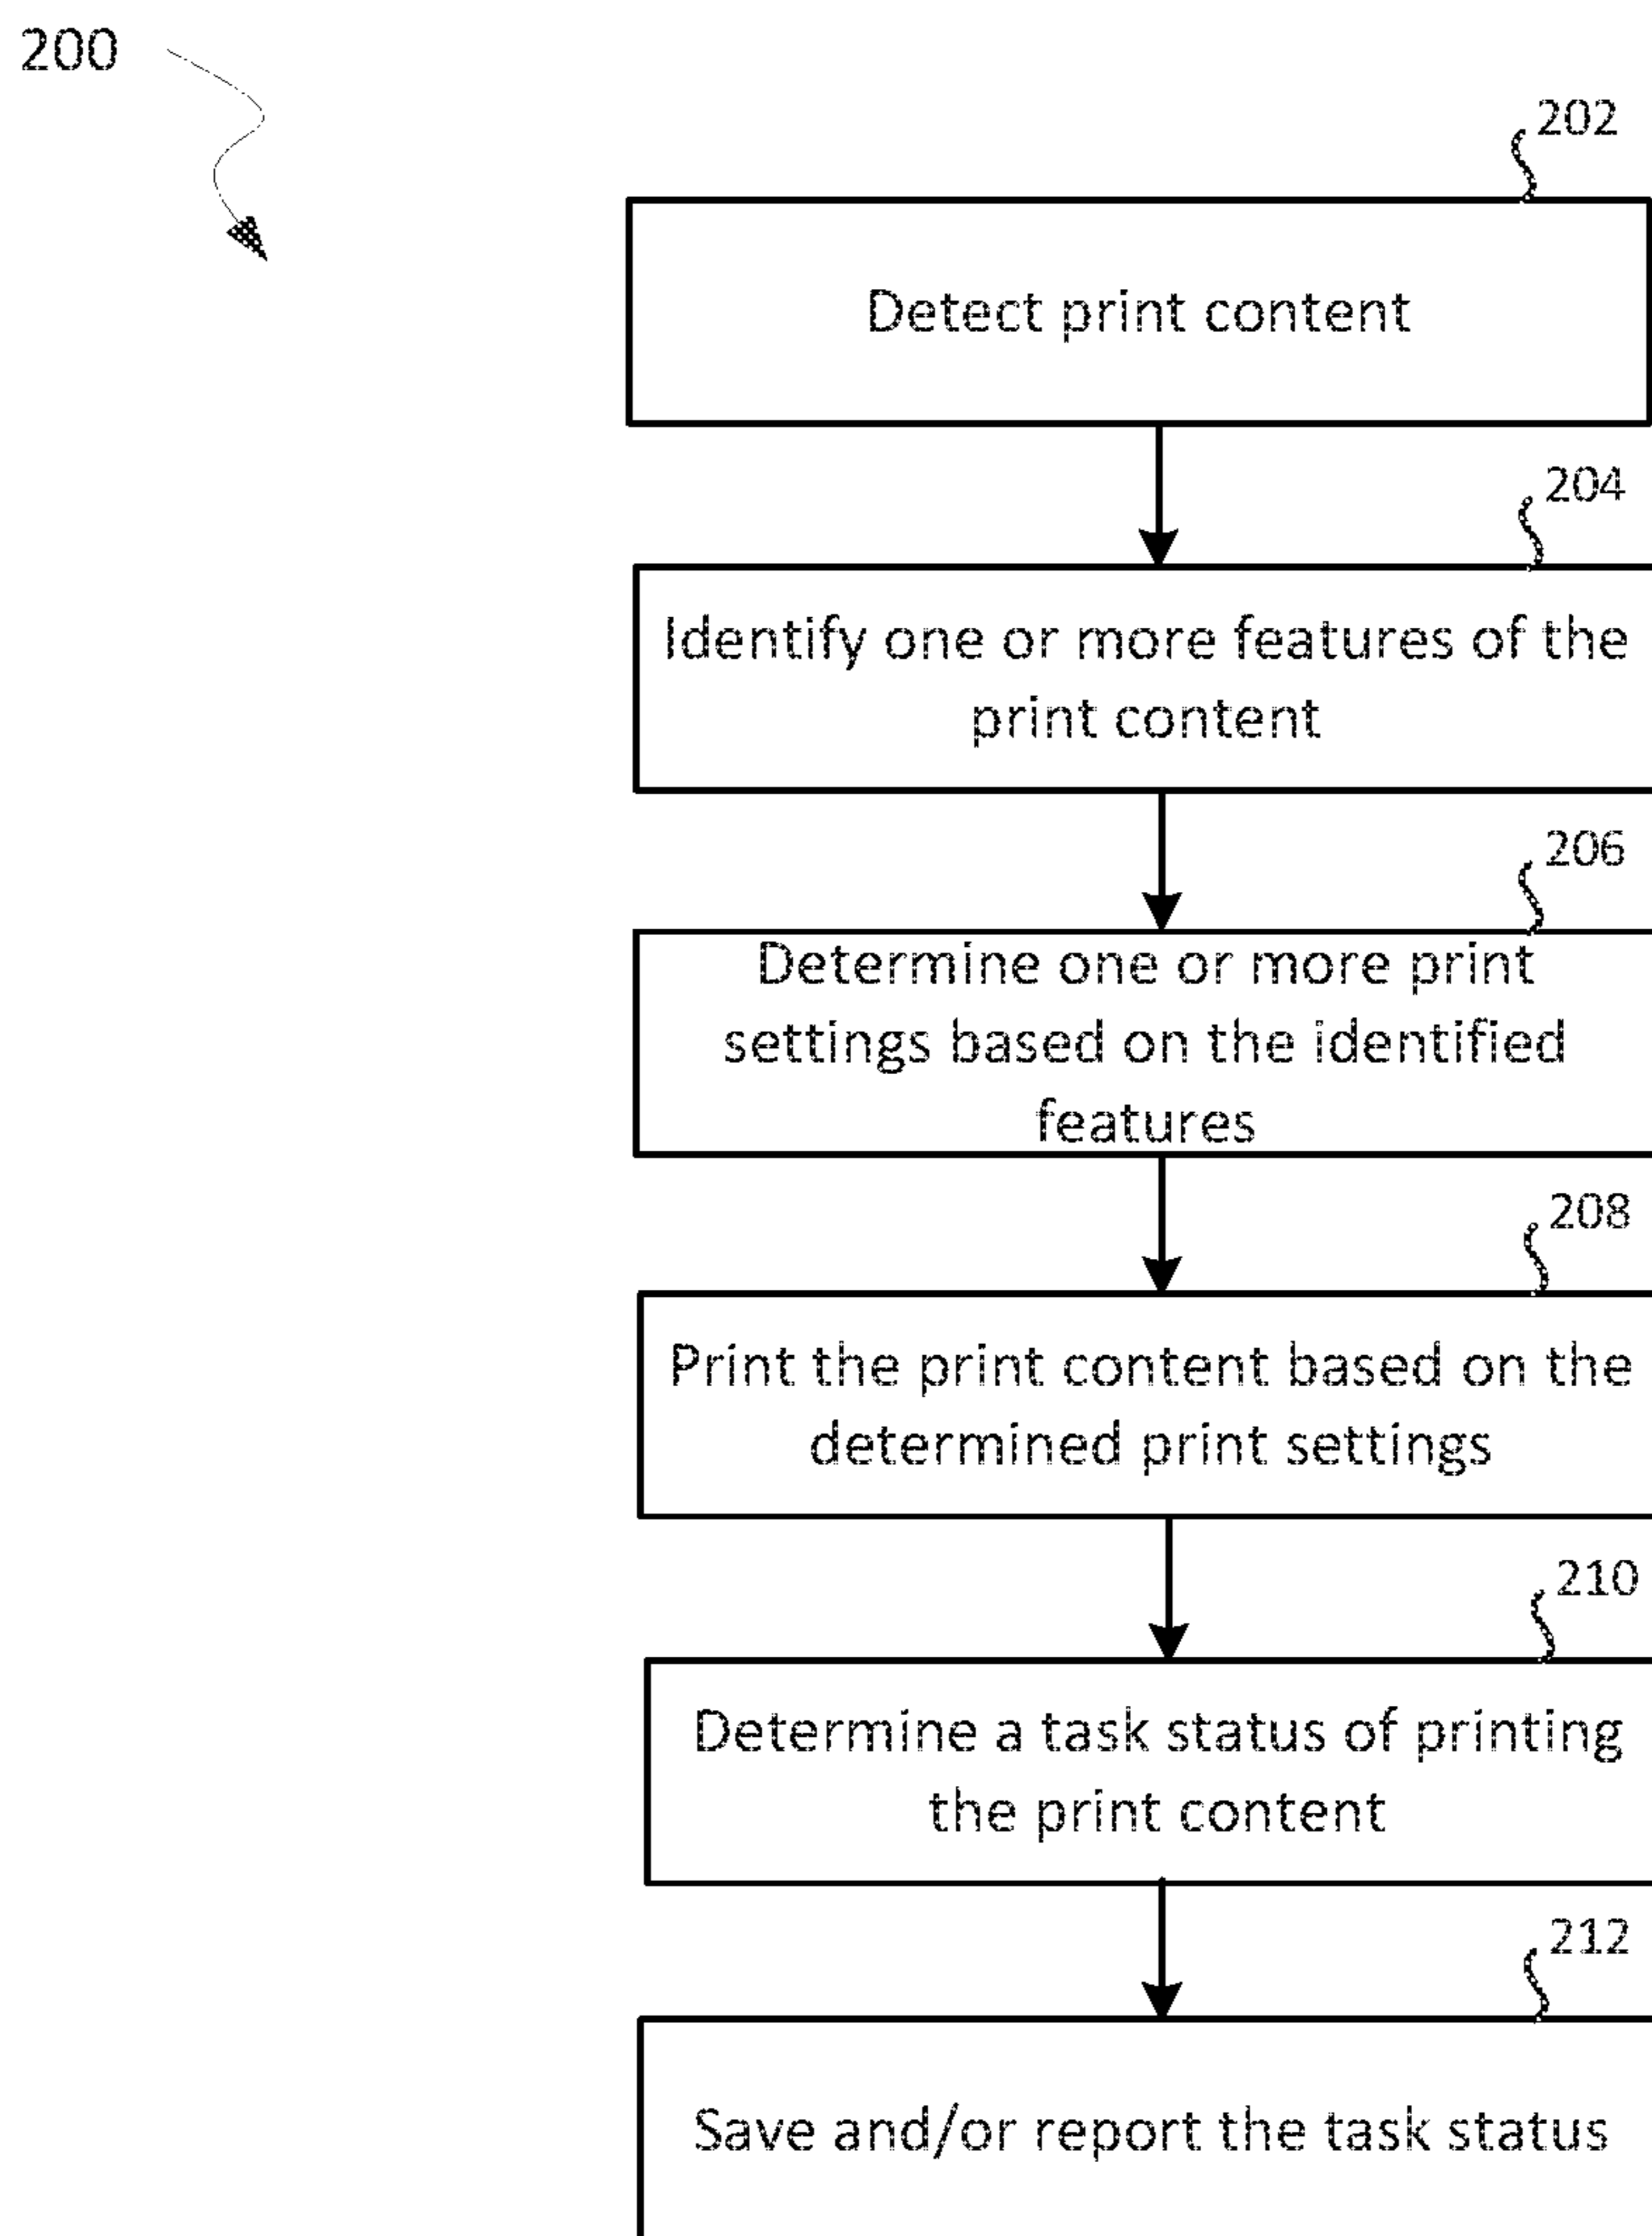 200
202
Detect print content
204
Identify one or more features of the
print content
206
Determine one or more print
settings based on the identified
features
208
Print the print content based on the
determined print settings
210
Determine a task status of printing
the print content
212
Save and/or report the task status